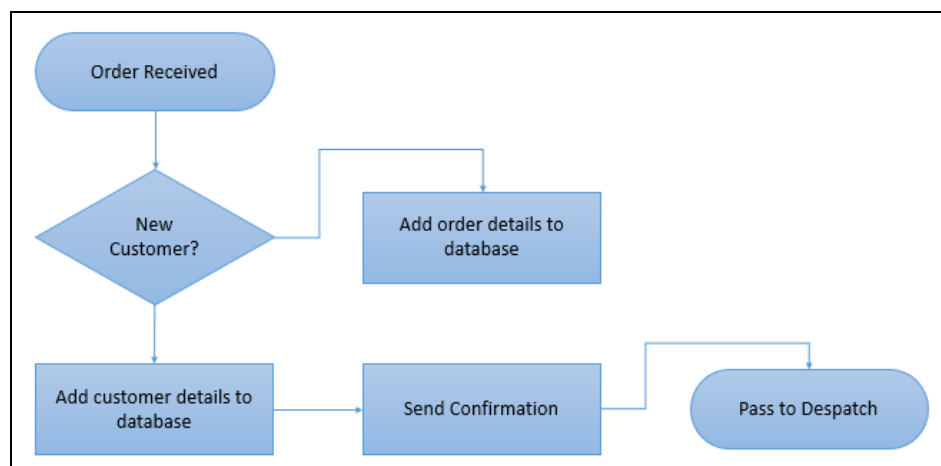 Order Received
New
Customer?
Add order details to
database
Add customer details to
database
Send Confirmation
Pass to Despatch